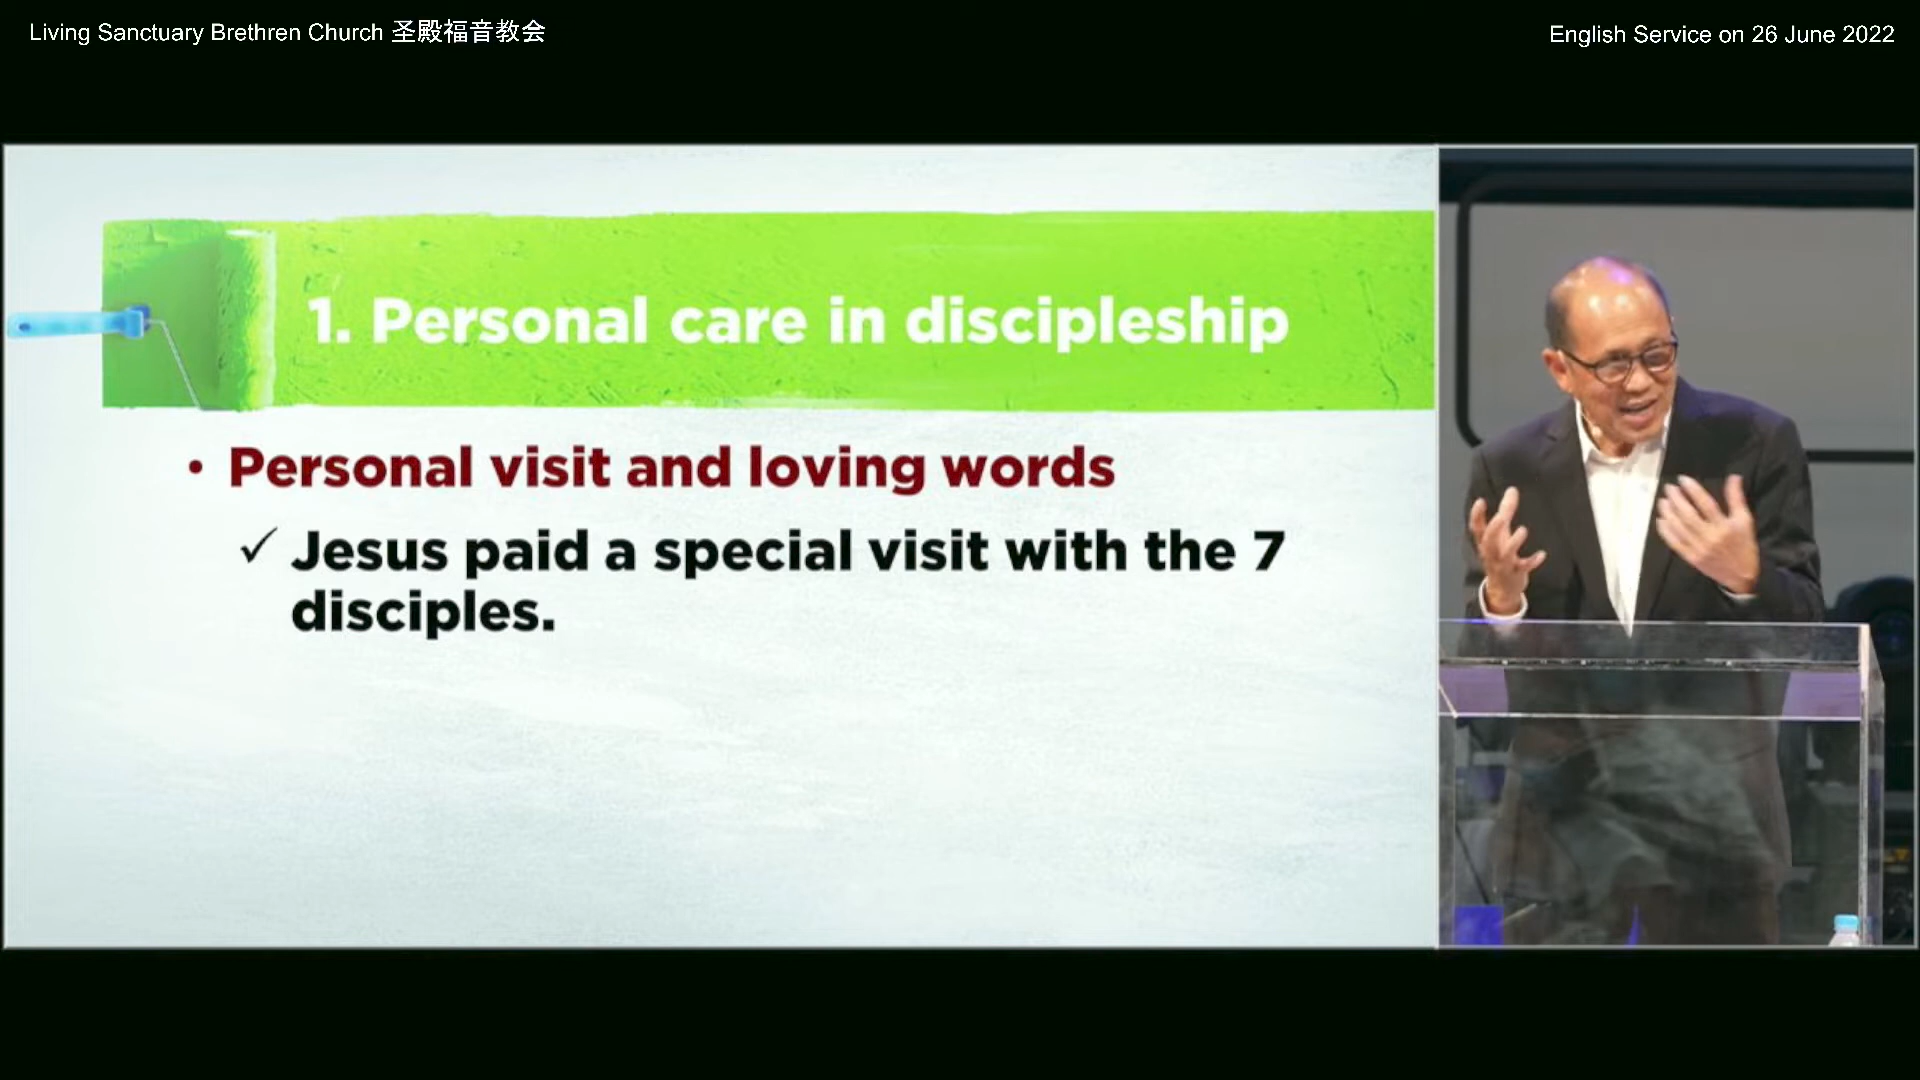 Living Sanctuary Brethren Church 圣殿福音教会
English Service on 26 June 2022
1. Personal care in discipleship
• Personal visit and loving words
✓ Jesus paid a special visit with the 7
disciples.